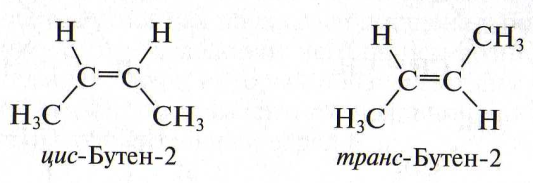 H H
C=C
H₃C CH₃
цис-Бутен-2
H CH₃
C=C
H₃C H
транс-Бутен-2